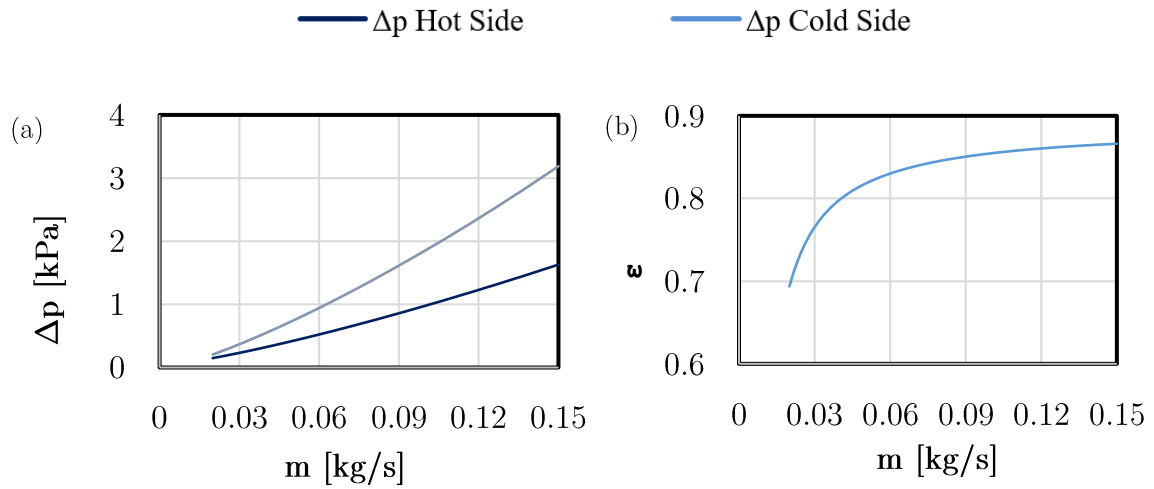 Δp Hot Side Δp Cold Side
(a)
4
3
2
1
0
Δp [kPa]
0 0.03 0.06 0.09 0.12 0.15
m [kg/s]
(b)
0.9
0.8
0.7
0.6
ε
0 0.03 0.06 0.09 0.12 0.15
m [kg/s]